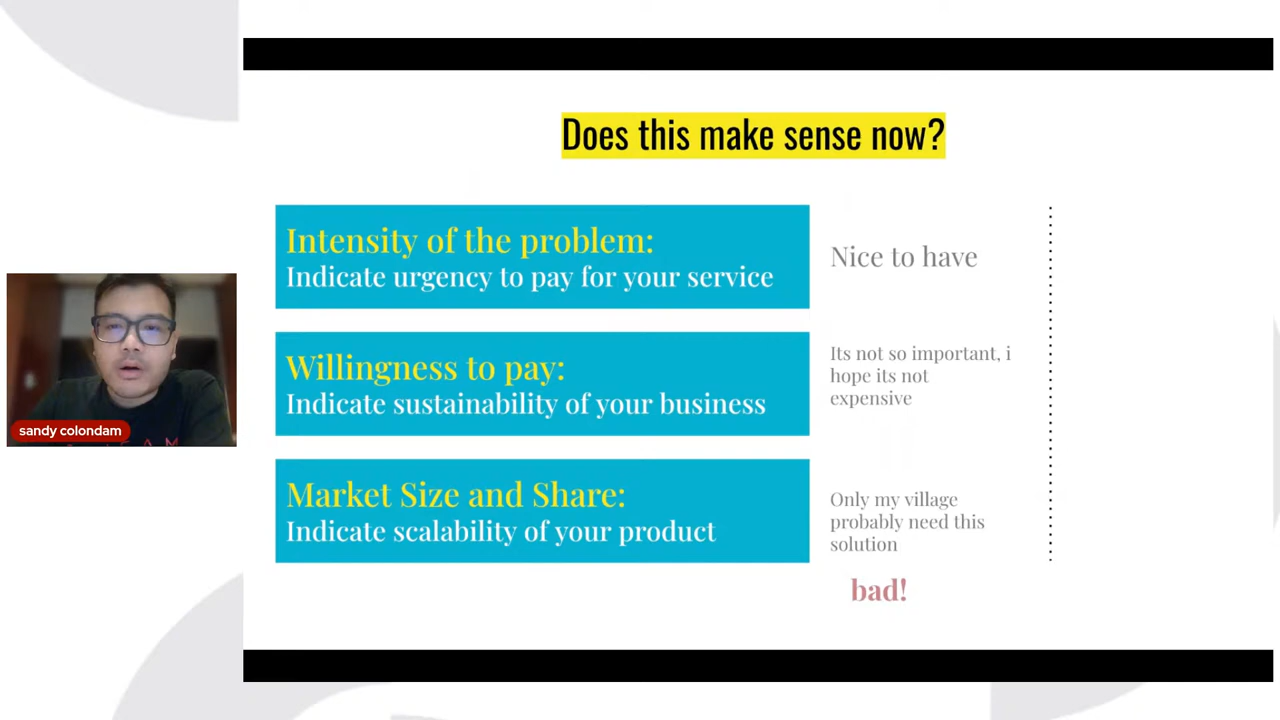 Does this make sense now?
Intensity of the problem:
Indicate urgency to pay for your service
Nice to have
Willingness to pay:
Indicate sustainability of your business
Its not so important, i
hope its not
expensive
Market Size and Share:
Indicate scalability of your product
Only my village
probably need this
solution
bad!
sandy colondam